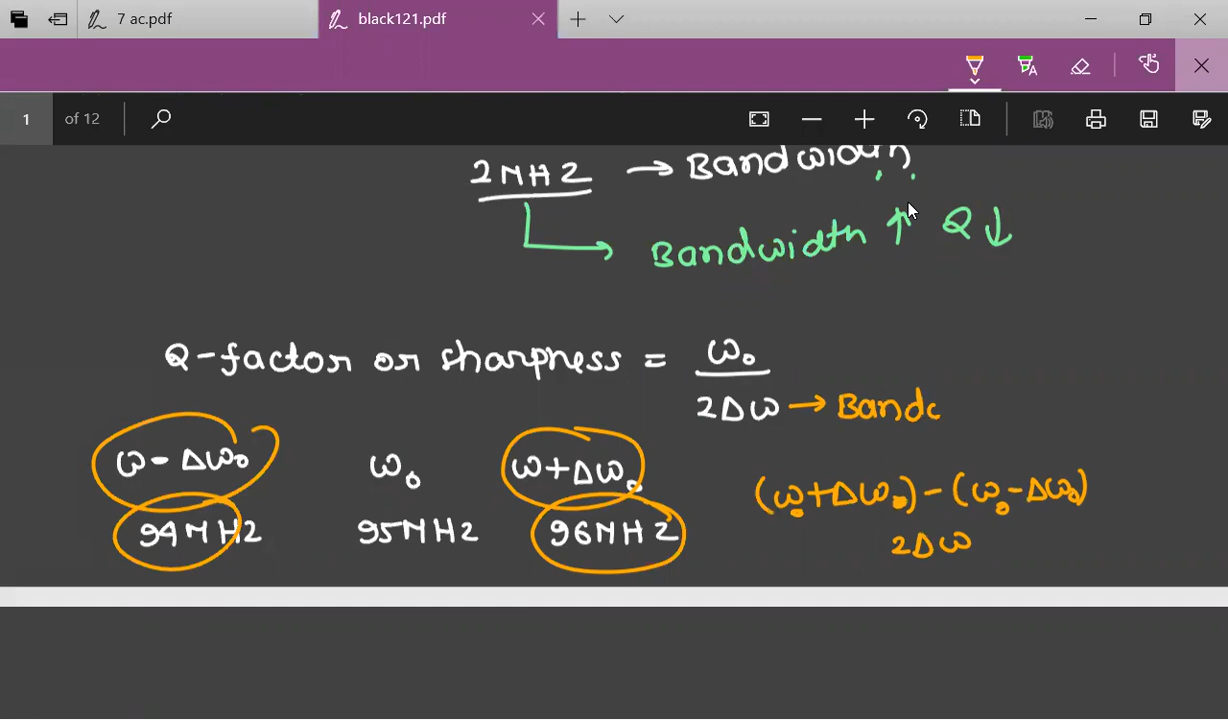 7 ac.pdf
black121.pdf
1 of 12
2MHZ → Bandwidth
Bandwidth ↑ Q ↓
Q-factor or sharpness = ω₀ / 2Δω → Bandc
ω-Δω₀ ω₀ ω+Δω₀
(ω₀+Δω₀)-(ω₀-Δω₀)
94MHZ 95MHZ 96MHZ
2Δω